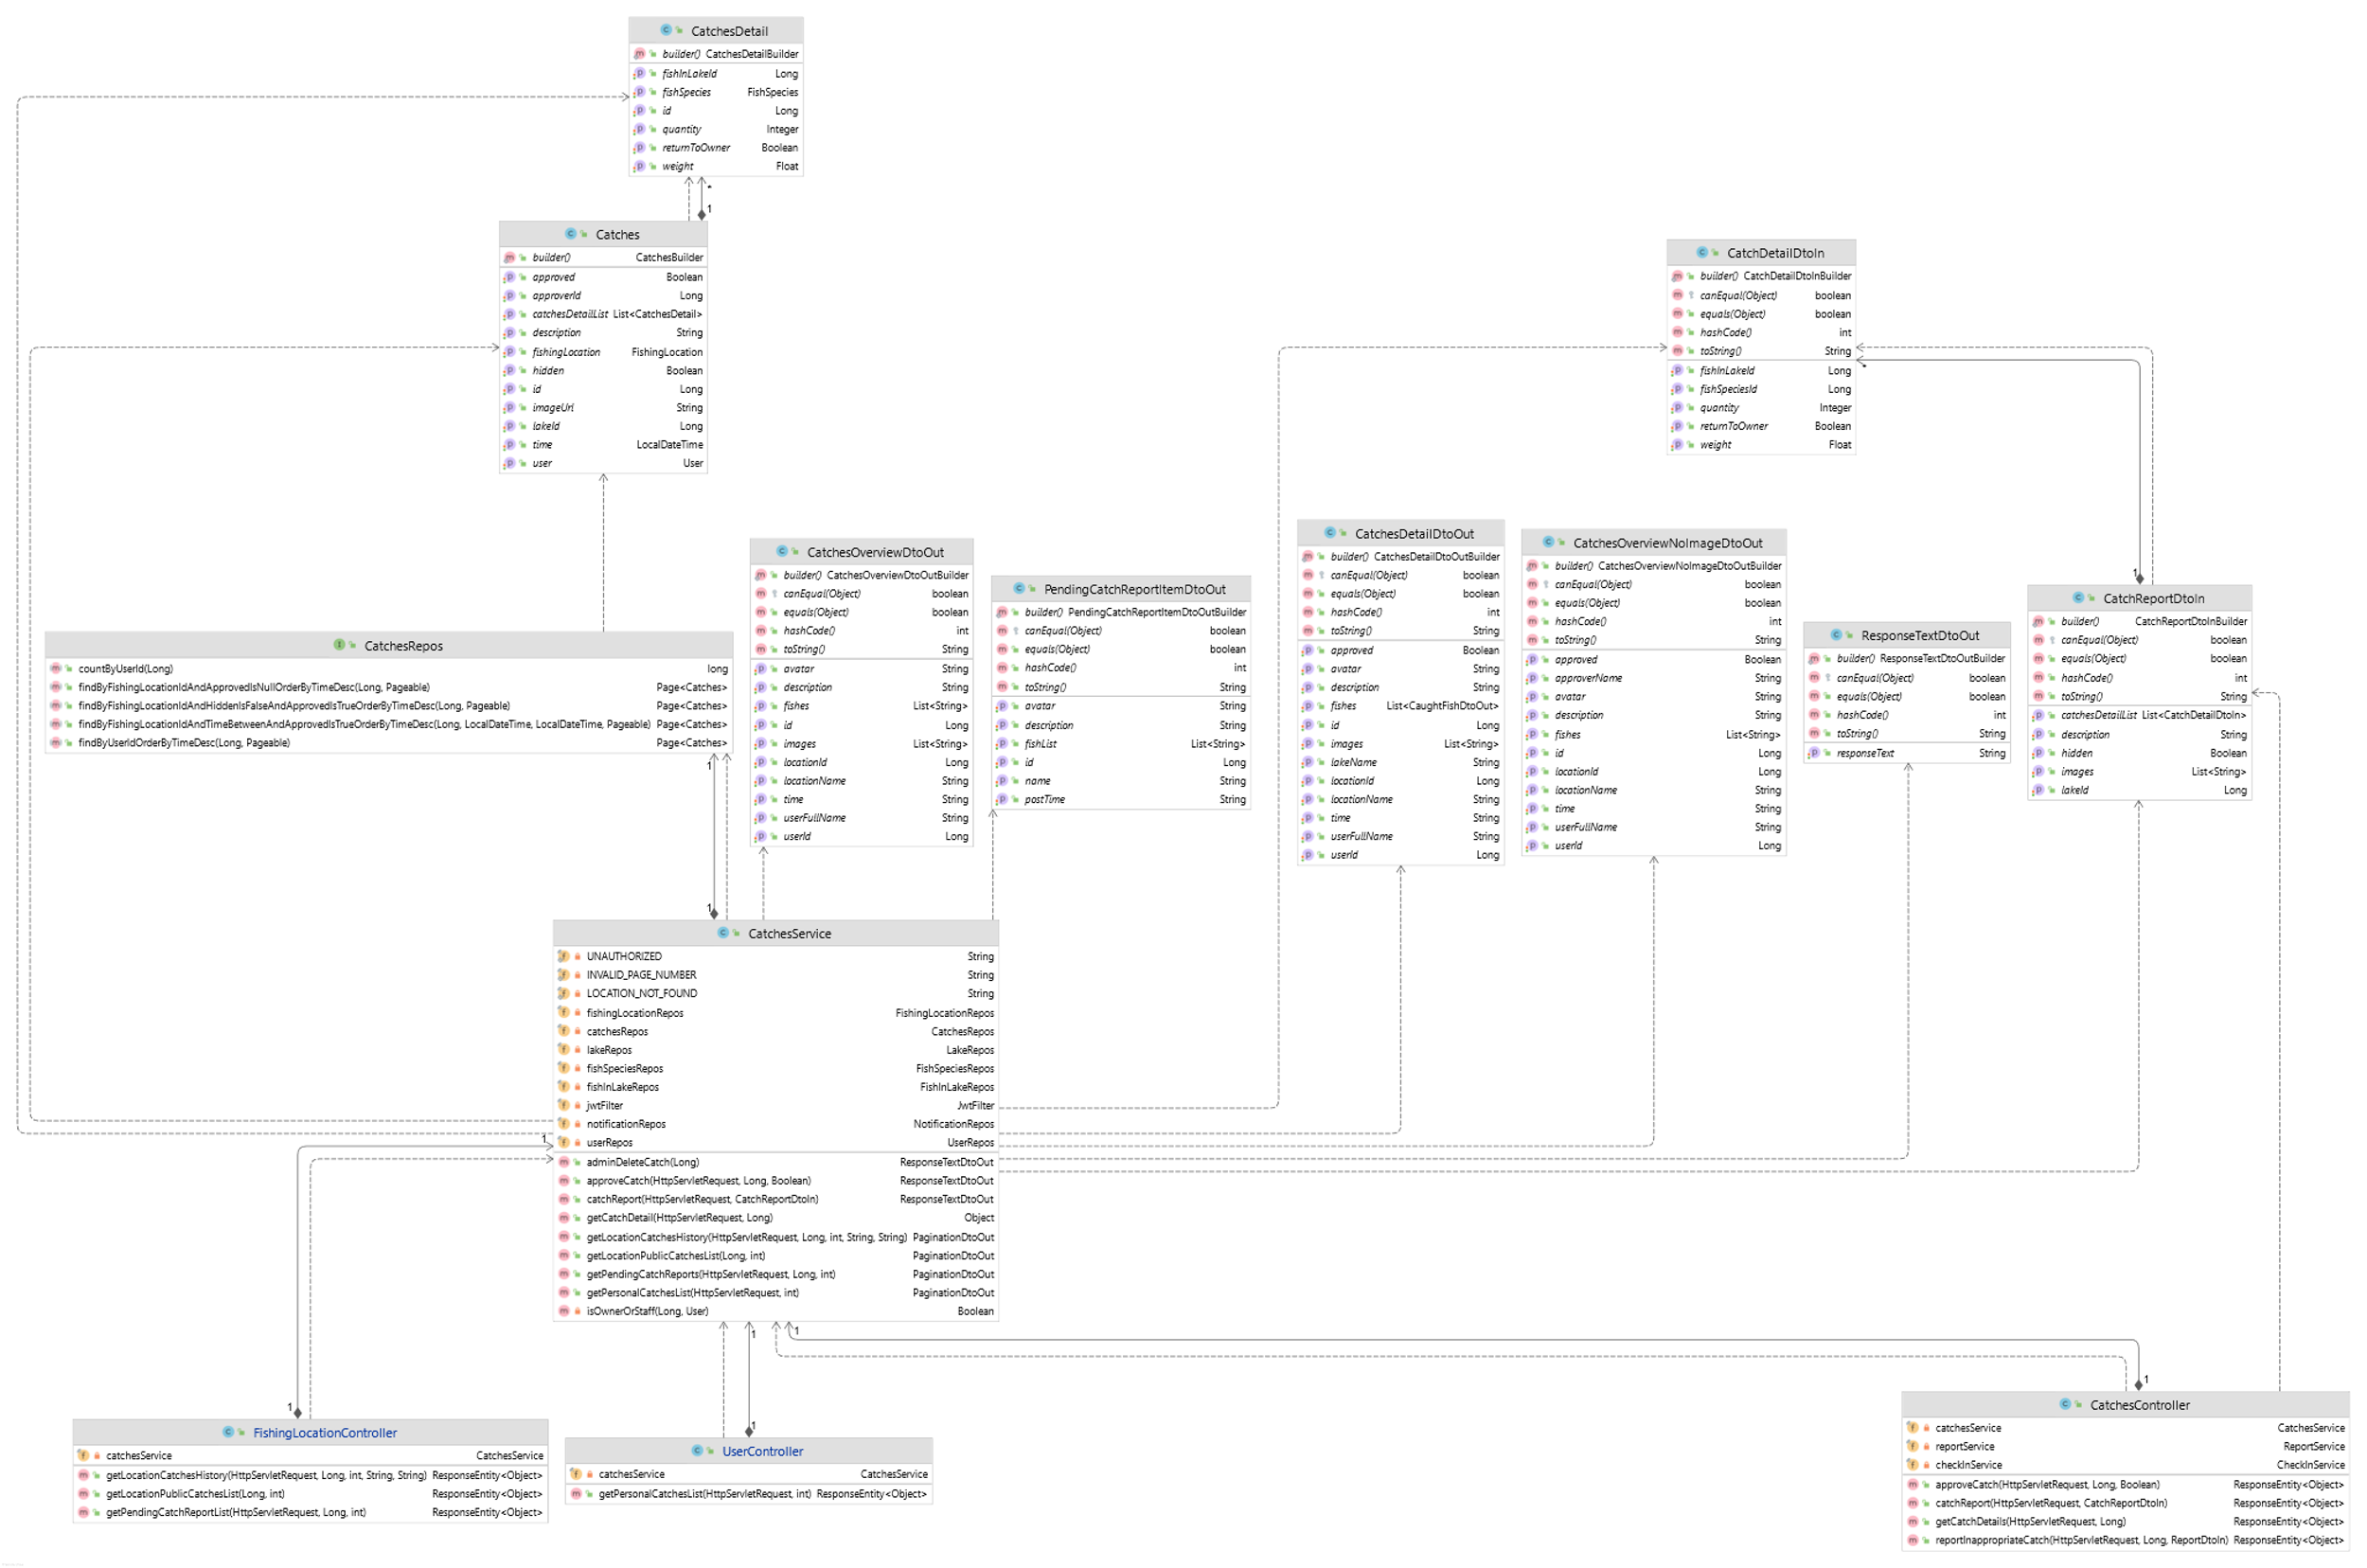 CatchesDetail
builder() CatchesDetailBuilder
fishInLakeId Long
fishSpecies FishSpecies
id Long
quantity Integer
returnToOwner Boolean
weight Float
*
1
Catches
builder() CatchesBuilder
approved Boolean
approverId Long
catchesDetailList List<CatchesDetail>
description String
fishingLocation FishingLocation
hidden Boolean
id Long
imageUrl String
lakeId Long
time LocalDateTime
user User
CatchDetailDtoIn
builder() CatchDetailDtoInBuilder
canEqual(Object) boolean
equals(Object) boolean
hashCode() int
toString() String
fishInLakeId Long
fishSpeciesId Long
quantity Integer
returnToOwner Boolean
weight Float
*
1
CatchesRepos
countByUserId(Long) long
findByFishingLocationIdAndApprovedIsNullOrderByTimeDesc(Long, Pageable) Page<Catches>
findByFishingLocationIdAndHiddenIsFalseAndApprovedIsTrueOrderByTimeDesc(Long, Pageable) Page<Catches>
findByFishingLocationIdAndTimeBetweenAndApprovedIsTrueOrderByTimeDesc(Long, LocalDateTime, LocalDateTime, Pageable) Page<Catches>
findByUserIdOrderByTimeDesc(Long, Pageable) Page<Catches>
1
1
CatchesOverviewDtoOut
builder() CatchesOverviewDtoOutBuilder
canEqual(Object) boolean
equals(Object) boolean
hashCode() int
toString() String
avatar String
description String
fishes List<String>
id Long
images List<String>
locationId Long
locationName String
time String
userFullName String
userId Long
PendingCatchReportItemDtoOut
builder() PendingCatchReportItemDtoOutBuilder
canEqual(Object) boolean
equals(Object) boolean
hashCode() int
toString() String
avatar String
description String
fishList List<String>
id Long
name String
postTime String
CatchesDetailDtoOut
builder() CatchesDetailDtoOutBuilder
canEqual(Object) boolean
equals(Object) boolean
hashCode() int
toString() String
approved Boolean
avatar String
description String
fishes List<CaughtFishDtoOut>
id Long
images List<String>
lakeName String
locationId Long
locationName String
time String
userFullName String
userId Long
CatchesOverviewNoImageDtoOut
builder() CatchesOverviewNoImageDtoOutBuilder
canEqual(Object) boolean
equals(Object) boolean
hashCode() int
toString() String
approved Boolean
approverName String
avatar String
description String
fishes List<String>
id Long
locationId Long
locationName String
time String
userFullName String
userId Long
ResponseTextDtoOut
builder() ResponseTextDtoOutBuilder
canEqual(Object) boolean
equals(Object) boolean
hashCode() int
toString() String
responseText String
CatchReportDtoIn
builder() CatchReportDtoInBuilder
canEqual(Object) boolean
equals(Object) boolean
hashCode() int
toString() String
catchesDetailList List<CatchDetailDtoIn>
description String
hidden Boolean
images List<String>
lakeId Long
CatchesService
UNAUTHORIZED String
INVALID_PAGE_NUMBER String
LOCATION_NOT_FOUND String
fishingLocationRepos FishingLocationRepos
catchesRepos CatchesRepos
lakeRepos LakeRepos
fishSpeciesRepos FishSpeciesRepos
fishInLakeRepos FishInLakeRepos
jwtFilter JwtFilter
notificationRepos NotificationRepos
userRepos UserRepos
adminDeleteCatch(Long) ResponseTextDtoOut
approveCatch(HttpServletRequest, Long, Boolean) ResponseTextDtoOut
catchReport(HttpServletRequest, CatchReportDtoIn) ResponseTextDtoOut
getCatchDetail(HttpServletRequest, Long) Object
getLocationCatchesHistory(HttpServletRequest, Long, int, String, String) PaginationDtoOut
getLocationPublicCatchesList(Long, int) PaginationDtoOut
getPendingCatchReports(HttpServletRequest, Long, int) PaginationDtoOut
getPersonalCatchesList(HttpServletRequest, int) PaginationDtoOut
isOwnerOrStaff(Long, User) Boolean
1
1
1
1
1
1
FishingLocationController
catchesService CatchesService
getLocationCatchesHistory(HttpServletRequest, Long, int, String, String) ResponseEntity<Object>
getLocationPublicCatchesList(Long, int) ResponseEntity<Object>
getPendingCatchReportList(HttpServletRequest, Long, int) ResponseEntity<Object>
UserController
catchesService CatchesService
getPersonalCatchesList(HttpServletRequest, int) ResponseEntity<Object>
CatchesController
catchesService CatchesService
reportService ReportService
checkInService CheckInService
approveCatch(HttpServletRequest, Long, Boolean) ResponseEntity<Object>
catchReport(HttpServletRequest, CatchReportDtoIn) ResponseEntity<Object>
getCatchDetails(HttpServletRequest, Long) ResponseEntity<Object>
reportInappropriateCatch(HttpServletRequest, Long, ReportDtoIn) ResponseEntity<Object>